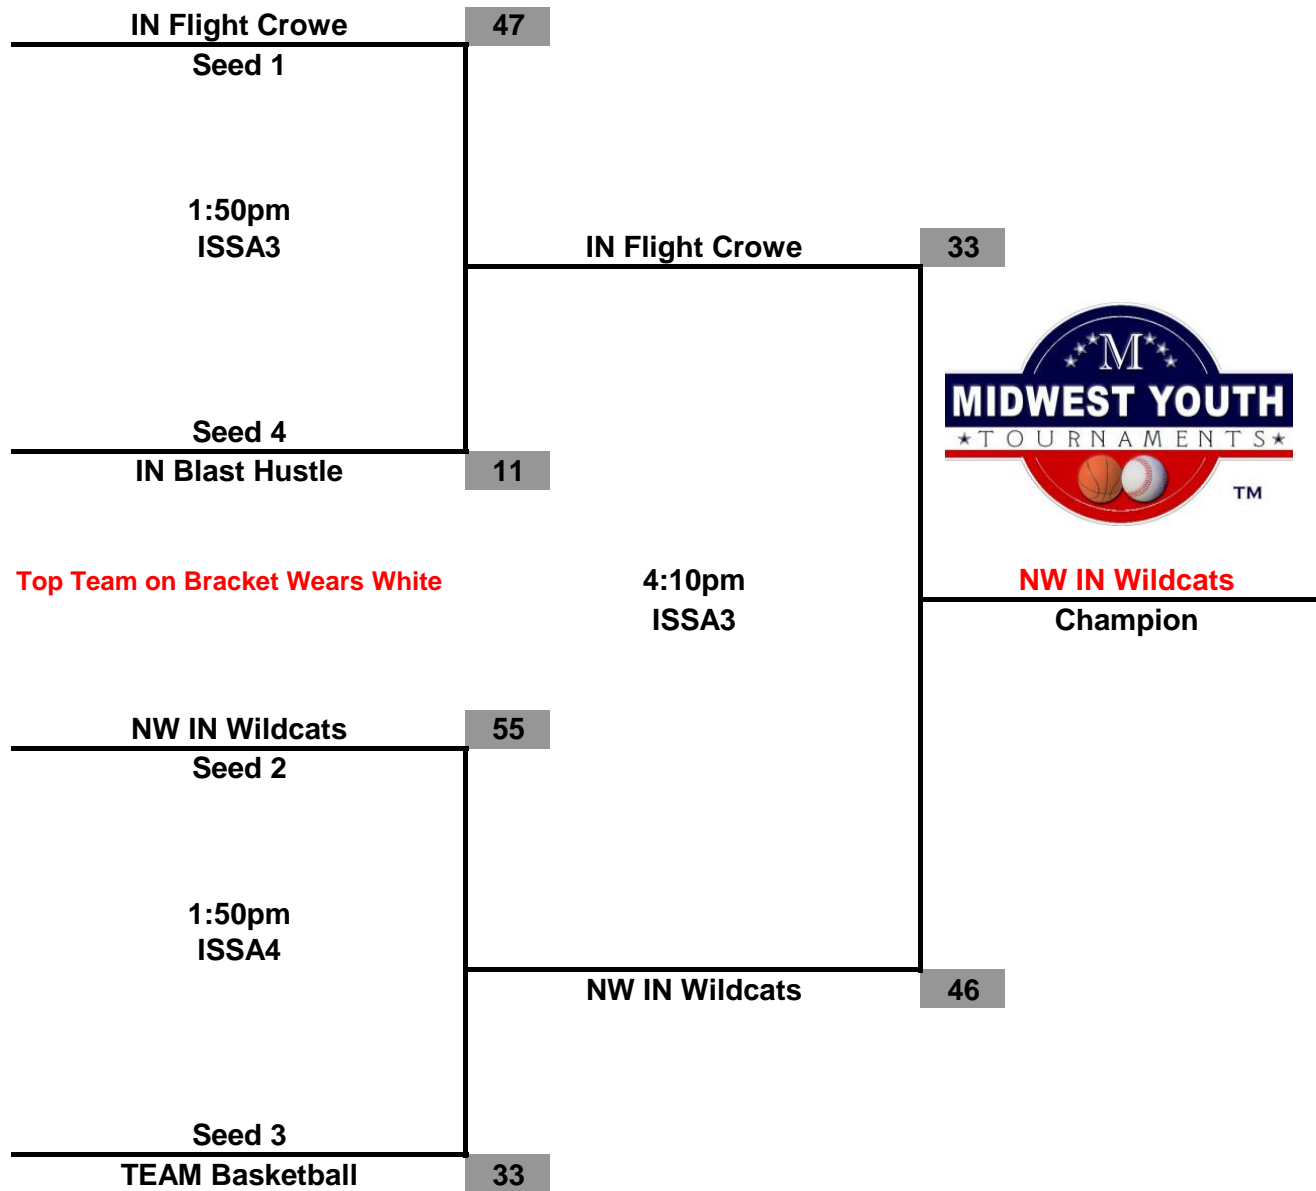 IN Flight Crowe 47
Seed 1
1:50pm
ISSA3
IN Flight Crowe 33
M
MIDWEST YOUTH
TOURNAMENTS
TM
Seed 4
IN Blast Hustle 11
Top Team on Bracket Wears White
4:10pm
ISSA3
NW IN Wildcats
Champion
NW IN Wildcats 55
Seed 2
1:50pm
ISSA4
NW IN Wildcats 46
Seed 3
TEAM Basketball 33